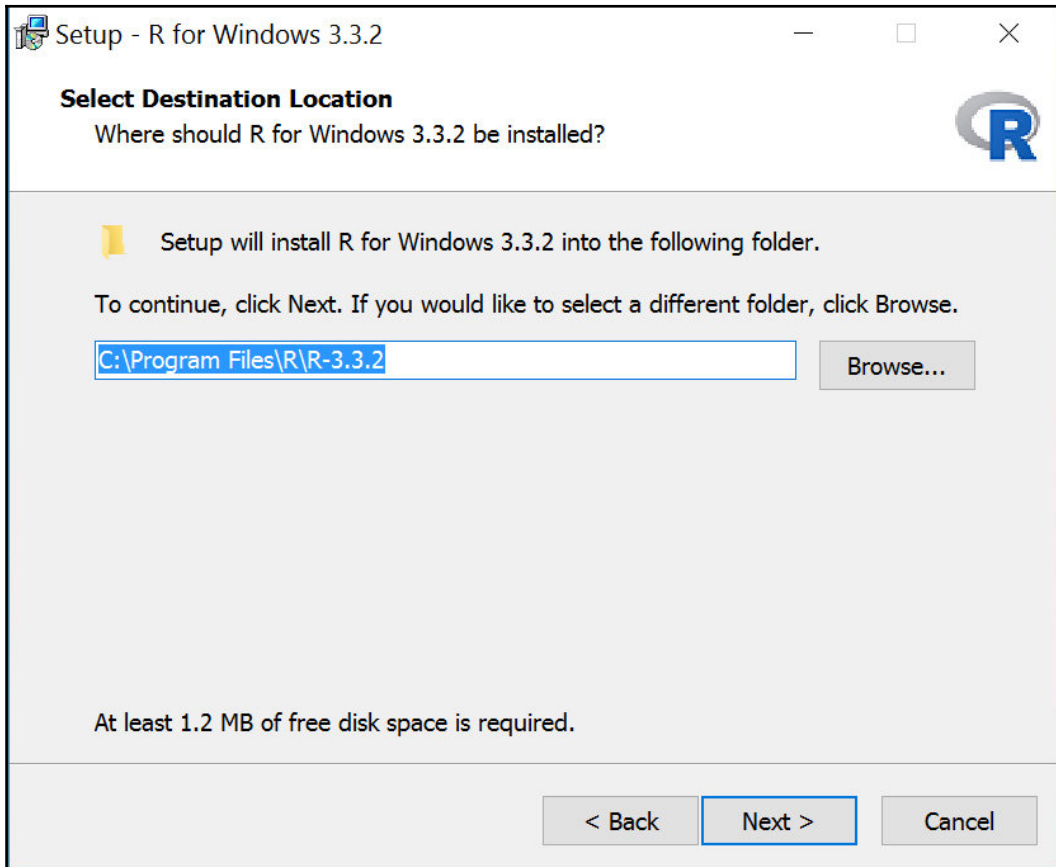 Setup - R for Windows 3.3.2
Select Destination Location
Where should R for Windows 3.3.2 be installed?
R
Setup will install R for Windows 3.3.2 into the following folder.
To continue, click Next. If you would like to select a different folder, click Browse.
C:\Program Files\R\R-3.3.2
Browse...
At least 1.2 MB of free disk space is required.
< Back
Next >
Cancel